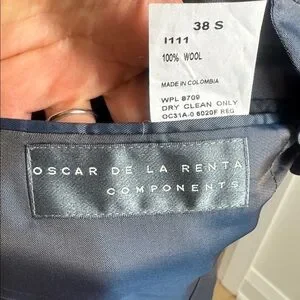 38 S
I111
100% WOOL
MADE IN COLOMBIA
WPL 8709
DRY CLEAN ONLY
OC31A-0 6020F REG
OSCAR DE LA RENTA
COMPONENTS